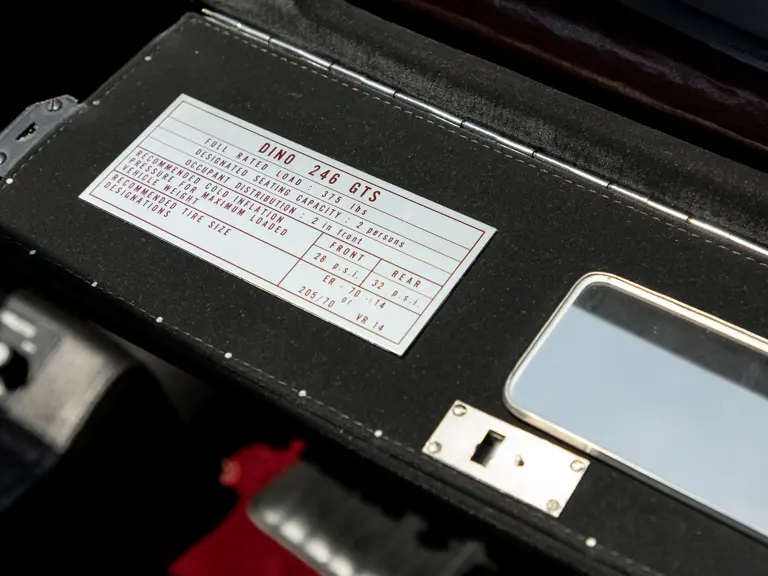 DINO 246 GTS
FULL RATED LOAD : 375 lbs
DESIGNATED SEATING CAPACITY : 2 persons
OCCUPANT DISTRIBUTION : 2 in front
RECOMMENDED COLD INFLATION
PRESSURE FOR MAXIMUM LOADED
VEHICLE WEIGHT
FRONT REAR
28 p.s.i. 32 p.s.i.
RECOMMENDED TIRE SIZE
DESIGNATIONS
ER - 70 - 14
or
205/70 VR 14